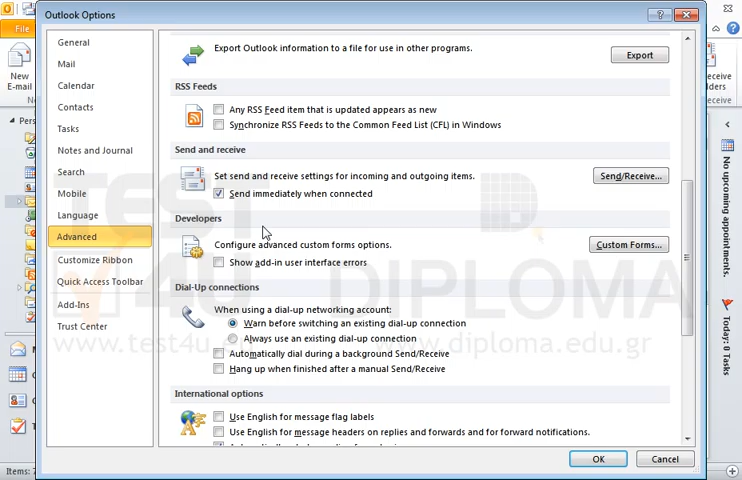 Outlook Options
File
New
E-mail
General
Mail
Calendar
Contacts
Tasks
Notes and Journal
Search
Mobile
Language
Advanced
Customize Ribbon
Quick Access Toolbar
Add-Ins
Trust Center
Export Outlook information to a file for use in other programs.
Export
RSS Feeds
Any RSS Feed item that is updated appears as new
Synchronize RSS Feeds to the Common Feed List (CFL) in Windows
Send and receive
Set send and receive settings for incoming and outgoing items.
Send/Receive...
Send immediately when connected
Developers
Configure advanced custom forms options.
Custom Forms...
Show add-in user interface errors
Dial-Up connections
When using a dial-up networking account:
Warn before switching an existing dial-up connection
Always use an existing dial-up connection
Automatically dial during a background Send/Receive
Hang up when finished after a manual Send/Receive
International options
Use English for message flag labels
Use English for message headers on replies and forwards and for forward notifications.
OK
Cancel
No upcoming appointments.
Today: 0 Tasks
TEST4U DIPLOMA
www.test4u.e
www.diploma.edu.gr